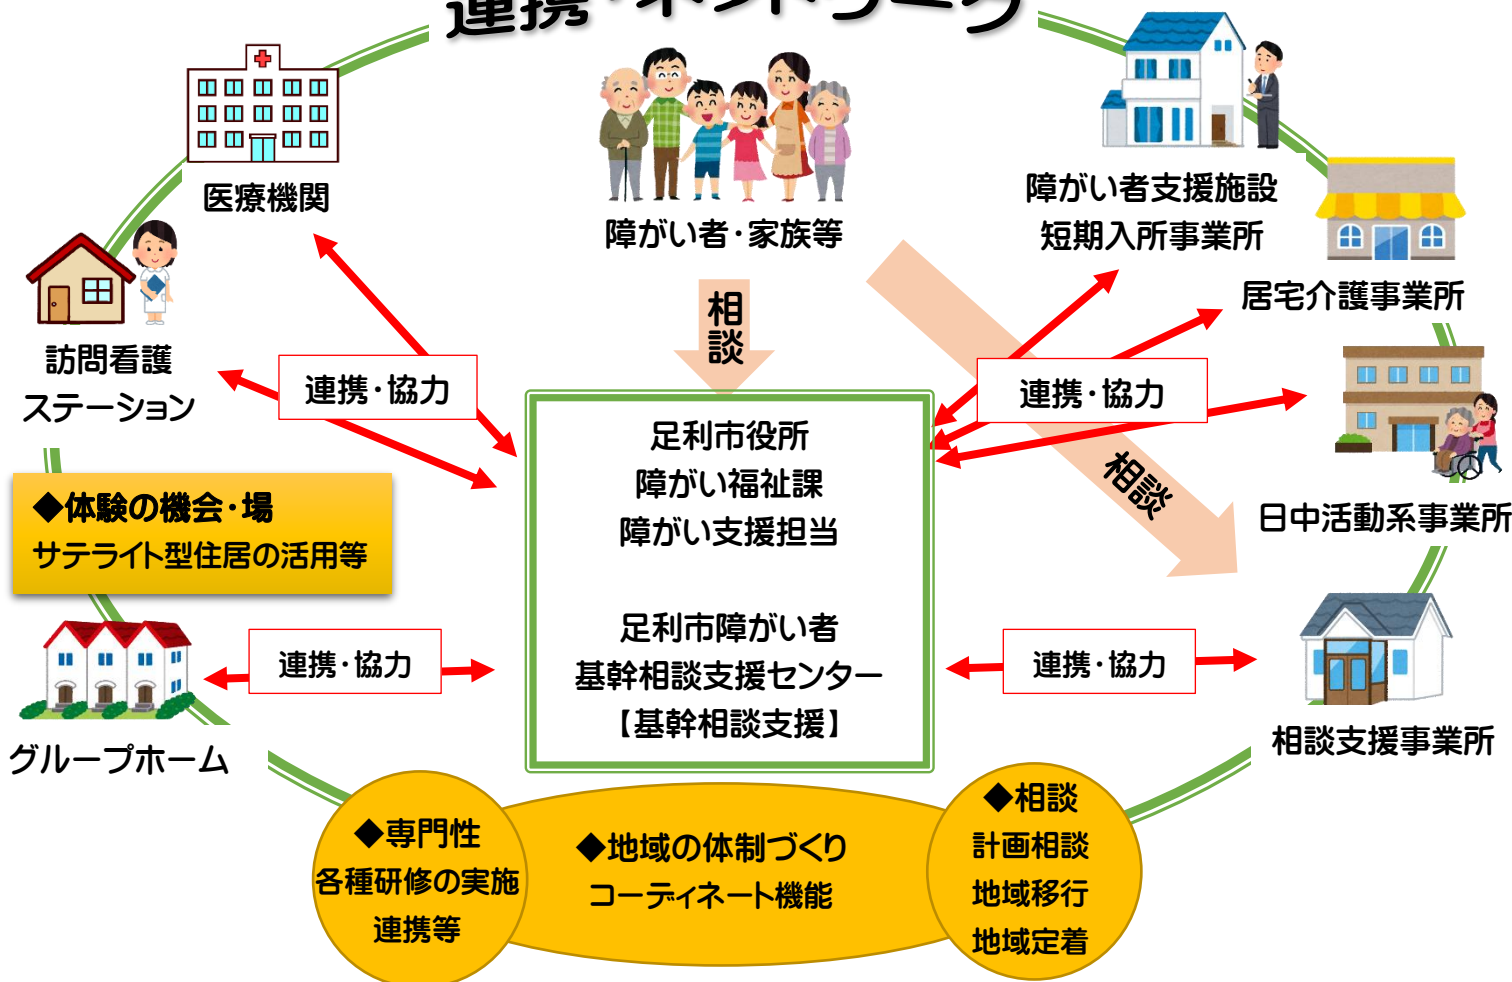 連携・ネットワーク
医療機関
障がい者・家族等
障がい者支援施設
短期入所事業所
居宅介護事業所
訪問看護
ステーション
相談
連携・協力
連携・協力
日中活動系事業所
相談
◆体験の機会・場
サテライト型住居の活用等
足利市役所
障がい福祉課
障がい支援担当
足利市障がい者
基幹相談支援センター
【基幹相談支援】
連携・協力
連携・協力
グループホーム
相談支援事業所
◆専門性
各種研修の実施
連携等
◆地域の体制づくり
コーディネート機能
◆相談
計画相談
地域移行
地域定着